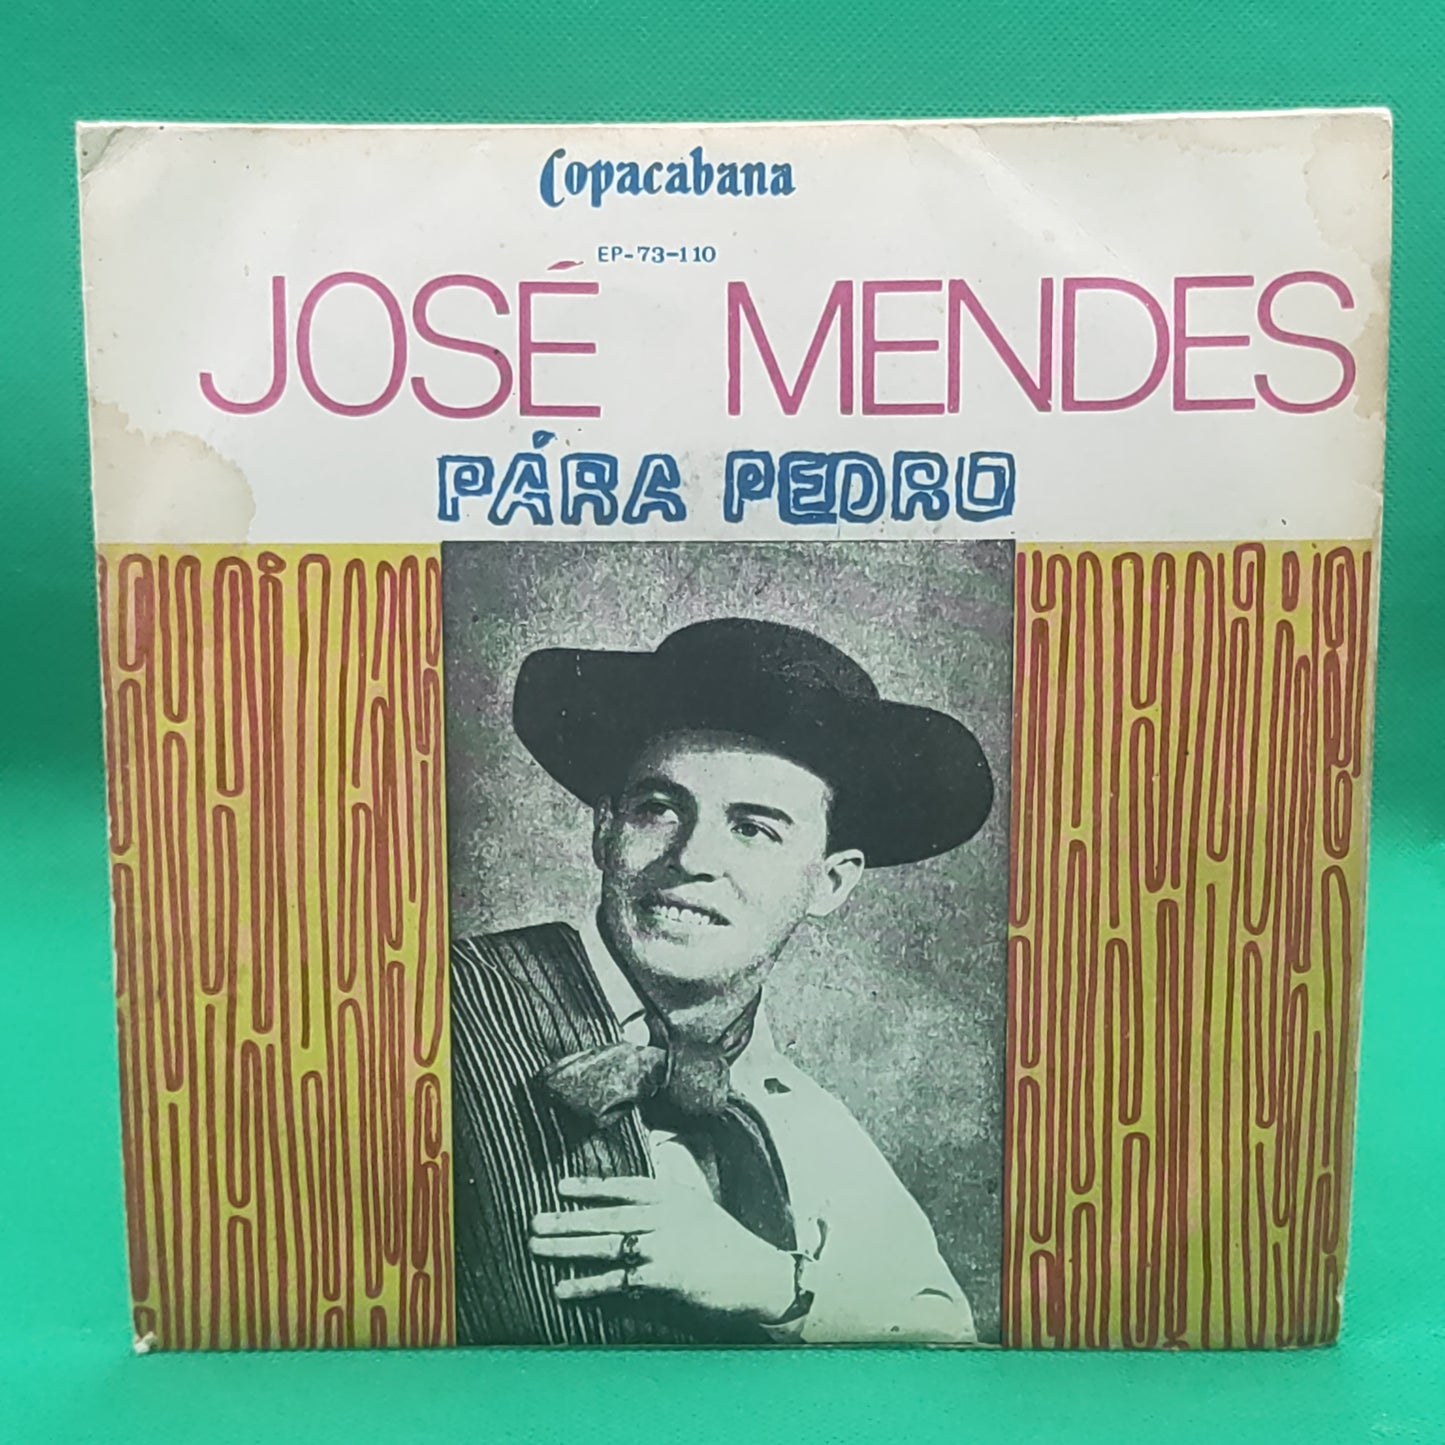 Copacabana
EP-73-110
JOSÉ MENDES
PÁRA PEDRO